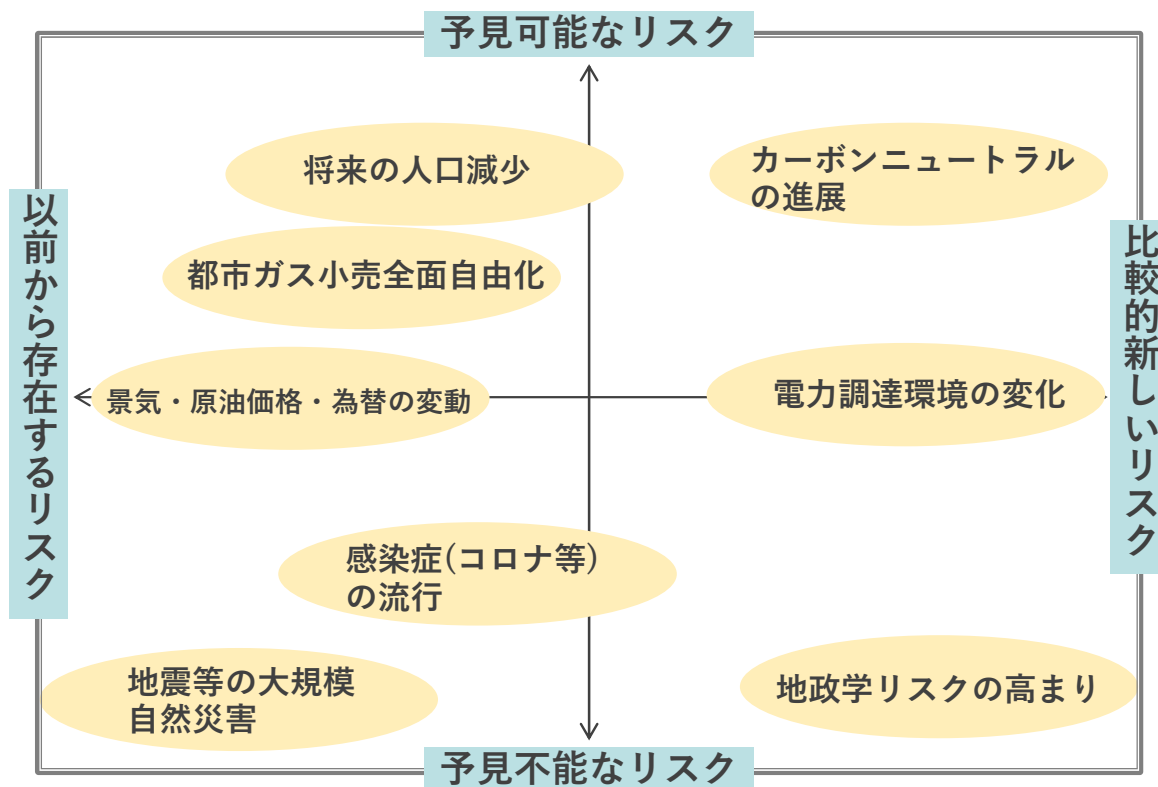 予見可能なリスク
将来の人口減少
カーボンニュートラル
の進展
以前から存在するリスク
比較的新しいリスク
都市ガス小売全面自由化
景気・原油価格・為替の変動
電力調達環境の変化
感染症(コロナ等)
の流行
地震等の大規模
自然災害
地政学リスクの高まり
予見不能なリスク